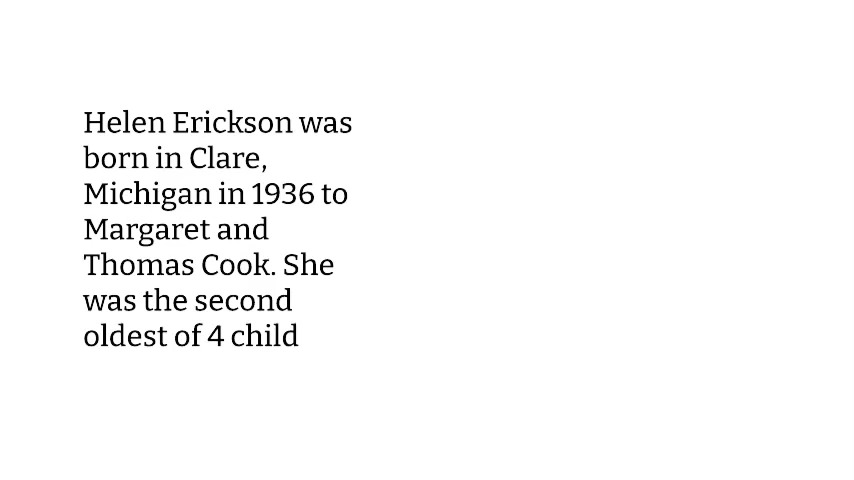 Helen Erickson was
born in Clare,
Michigan in 1936 to
Margaret and
Thomas Cook. She
was the second
oldest of 4 child